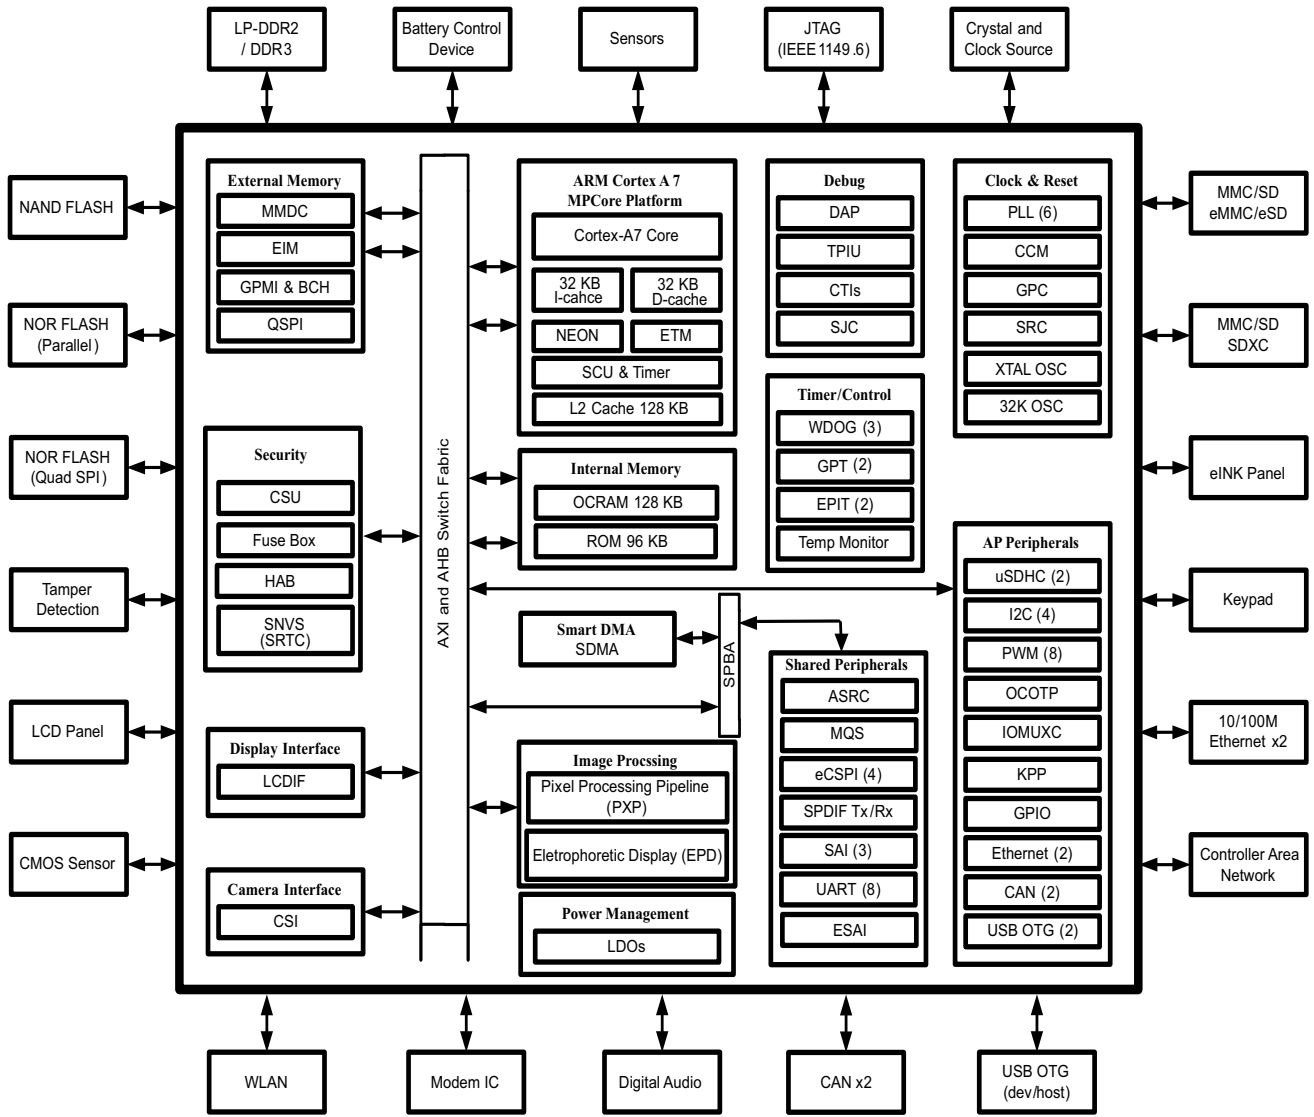 LP-DDR2
/ DDR3
Battery Control
Device
Sensors
JTAG
(IEEE1149.6)
Crystal and
Clock Source
NAND FLASH
NOR FLASH
(Parallel)
NOR FLASH
(Quad SPI)
Tamper
Detection
LCD Panel
CMOS Sensor
External Memory
MMDC
EIM
GPMI & BCH
QSPI
Security
CSU
Fuse Box
HAB
SNVS
(SRTC)
Display Interface
LCDIF
Camera Interface
CSI
AXI and AHB Switch Fabric
ARM Cortex A 7
MPCore Platform
Cortex-A7 Core
32 KB
I-cahce
32 KB
D-cache
NEON
ETM
SCU & Timer
L2 Cache 128 KB
Internal Memory
OCRAM 128 KB
ROM 96 KB
Smart DMA
SDMA
SPBA
Image Procssing
Pixel Processing Pipeline
(PXP)
Eletrophoretic Display (EPD)
Power Management
LDOs
Debug
DAP
TPIU
CTIs
SJC
Timer/Control
WDOG (3)
GPT (2)
EPIT (2)
Temp Monitor
Shared Peripherals
ASRC
MQS
eCSPI (4)
SPDIF Tx/Rx
SAI (3)
UART (8)
ESAI
Clock & Reset
PLL (6)
CCM
GPC
SRC
XTAL OSC
32K OSC
AP Peripherals
uSDHC (2)
I2C (4)
PWM (8)
OCOTP
IOMUXC
KPP
GPIO
Ethernet (2)
CAN (2)
USB OTG (2)
MMC/SD
eMMC/eSD
MMC/SD
SDXC
eINK Panel
Keypad
10/100M
Ethernet x2
Controller Area
Network
WLAN
Modem IC
Digital Audio
CAN x2
USB OTG
(dev/host)